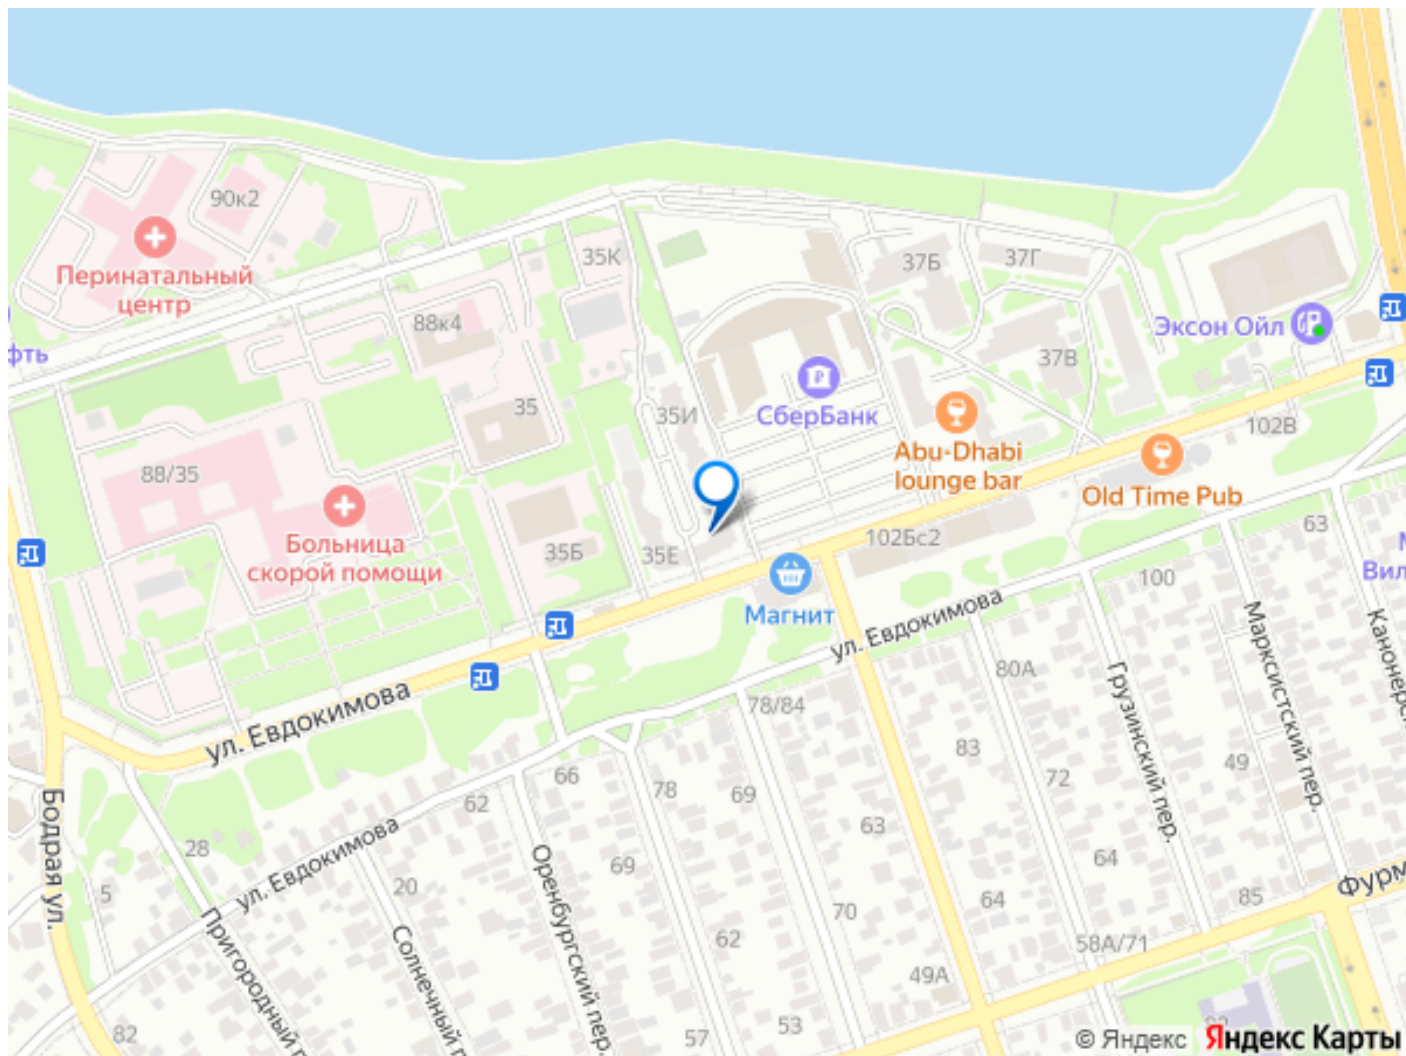 90к2
Перинатальный
центр
35К
37Б
37Г
88к4
Эксон Ойл
фть
37В
СберБанк
35
35И
102В
Abu-Dhabi
lounge bar
88/35
Old Time Pub
63
Больница
скорой помощи
35Б
35Е
102Бс2
100
Магнит
ул. Евдокимова
Марксистский пер.
80А
Грузинский пер.
78/84
ул. Евдокимова
83
49
66
78
69
72
62
Бодрая ул.
63
28
ул. Евдокимова
69
64
5
20
Оренбургский пер.
85
70
64
Пригородный п
Солнечный п
62
58А/71
49А
82
57
53
© Яндекс
Яндекс Карты